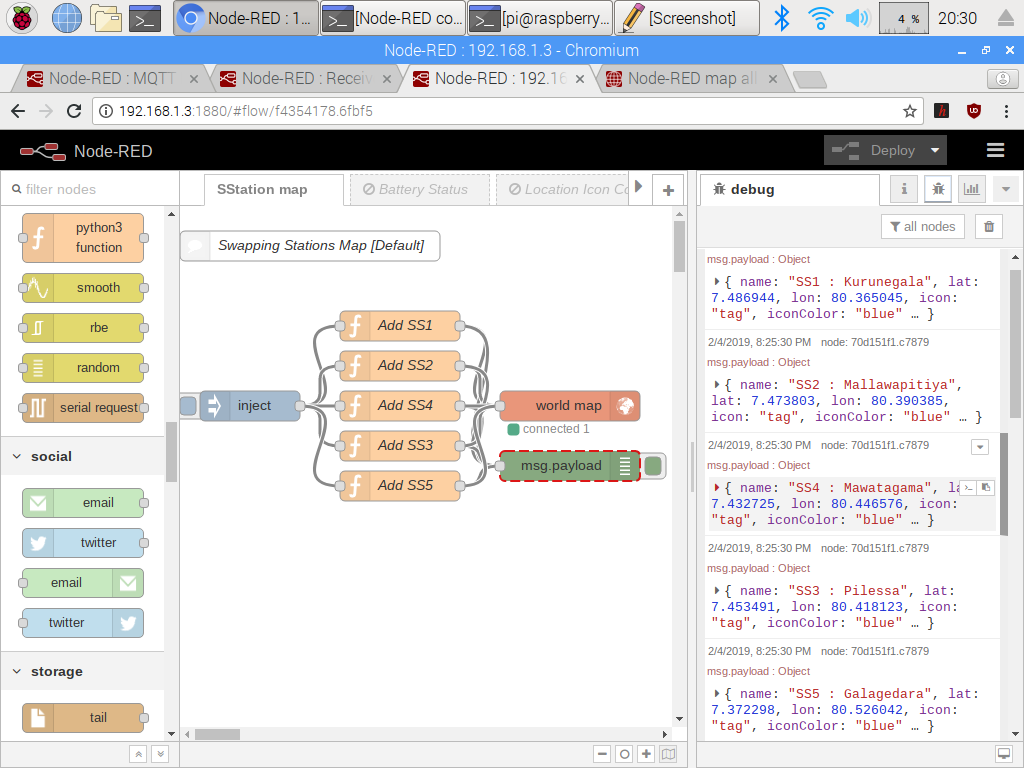 Node-RED : 1...
[Node-RED co...
[pi@raspberry...
[Screenshot]
4 %
20:30
Node-RED : 192.168.1.3 - Chromium
Node-RED : MQTT
Node-RED : Receiv
Node-RED : 192.16
Node-RED map all
192.168.1.3:1880/#flow/f4354178.6fbf5
Node-RED
Deploy
filter nodes
SStation map
Battery Status
Location Icon Co
debug
all nodes
python3
function
smooth
rbe
random
serial request
social
email
twitter
email
twitter
storage
tail
Swapping Stations Map [Default]
inject
Add SS1
Add SS2
Add SS4
Add SS3
Add SS5
world map
connected 1
msg.payload
msg.payload : Object
{ name: "SS1 : Kurunegala", lat:
7.486944, lon: 80.365045, icon:
"tag", iconColor: "blue" … }
2/4/2019, 8:25:30 PM node: 70d151f1.c7879
msg.payload : Object
{ name: "SS2 : Mallawapitiya",
lat: 7.473803, lon: 80.390385,
icon: "tag", iconColor: "blue" … }
2/4/2019, 8:25:30 PM node: 70d151f1.c7879
msg.payload : Object
{ name: "SS4 : Mawatagama", la
7.432725, lon: 80.446576, icon:
"tag", iconColor: "blue" … }
2/4/2019, 8:25:30 PM node: 70d151f1.c7879
msg.payload : Object
{ name: "SS3 : Pilessa", lat:
7.453491, lon: 80.418123, icon:
"tag", iconColor: "blue" … }
2/4/2019, 8:25:30 PM node: 70d151f1.c7879
msg.payload : Object
{ name: "SS5 : Galagedara", lat:
7.372298, lon: 80.526042, icon:
"tag", iconColor: "blue" … }